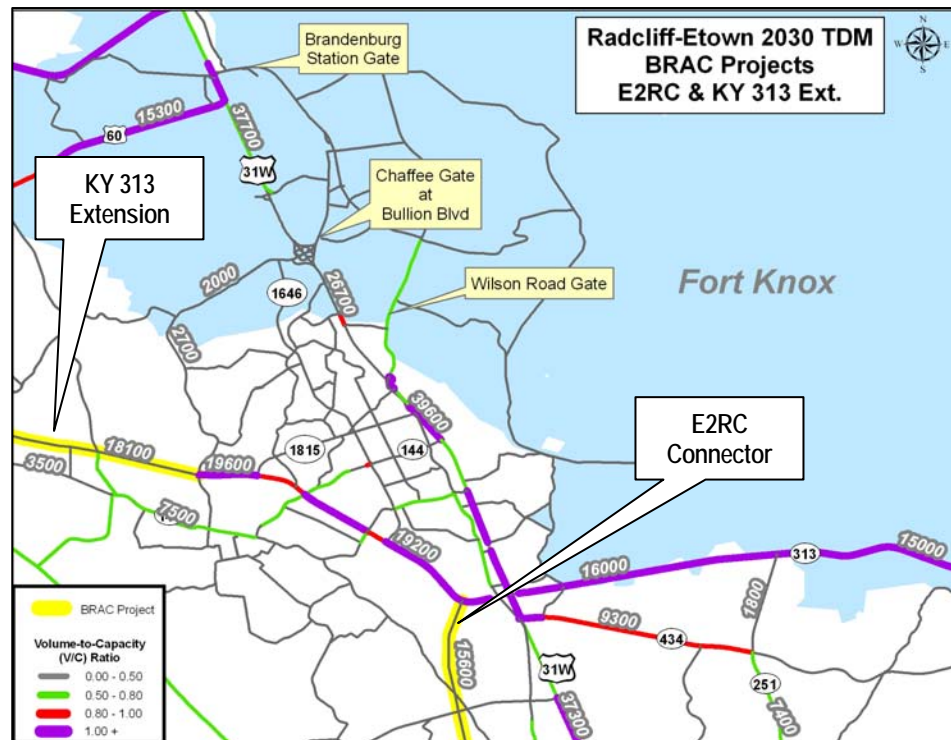 Radcliff-Etown 2030 TDM
BRAC Projects
E2RC & KY 313 Ext.
N
W
E
S
Brandenburg
Station Gate
15300
60
37700
31W
KY 313
Extension
Chaffee Gate
at
Bullion Blvd
2000
1646
26700
Wilson Road Gate
Fort Knox
2700
39600
E2RC
Connector
18100
3500
19600
1815
144
7500
19200
16000
313
15000
1800
9300
434
15600
31W
251
37300
7400
BRAC Project
Volume-to-Capacity
(V/C) Ratio
0.00 - 0.50
0.50 - 0.80
0.80 - 1.00
1.00 +